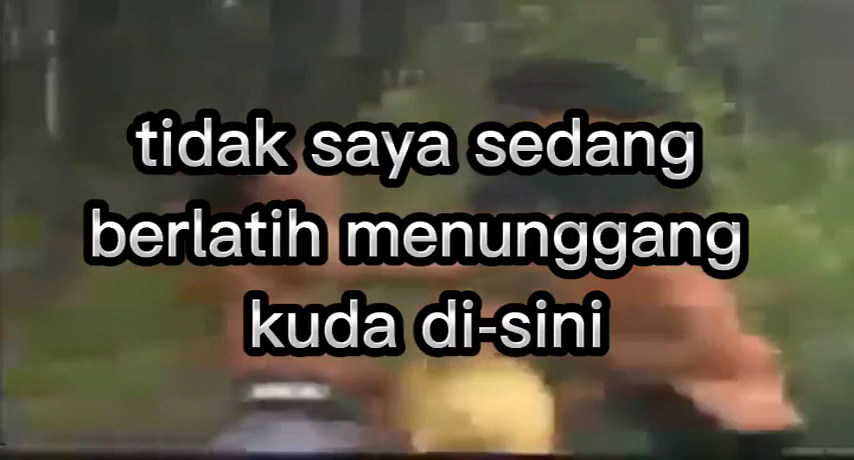 tidak saya sedang
berlatih menunggang
kuda di-sini